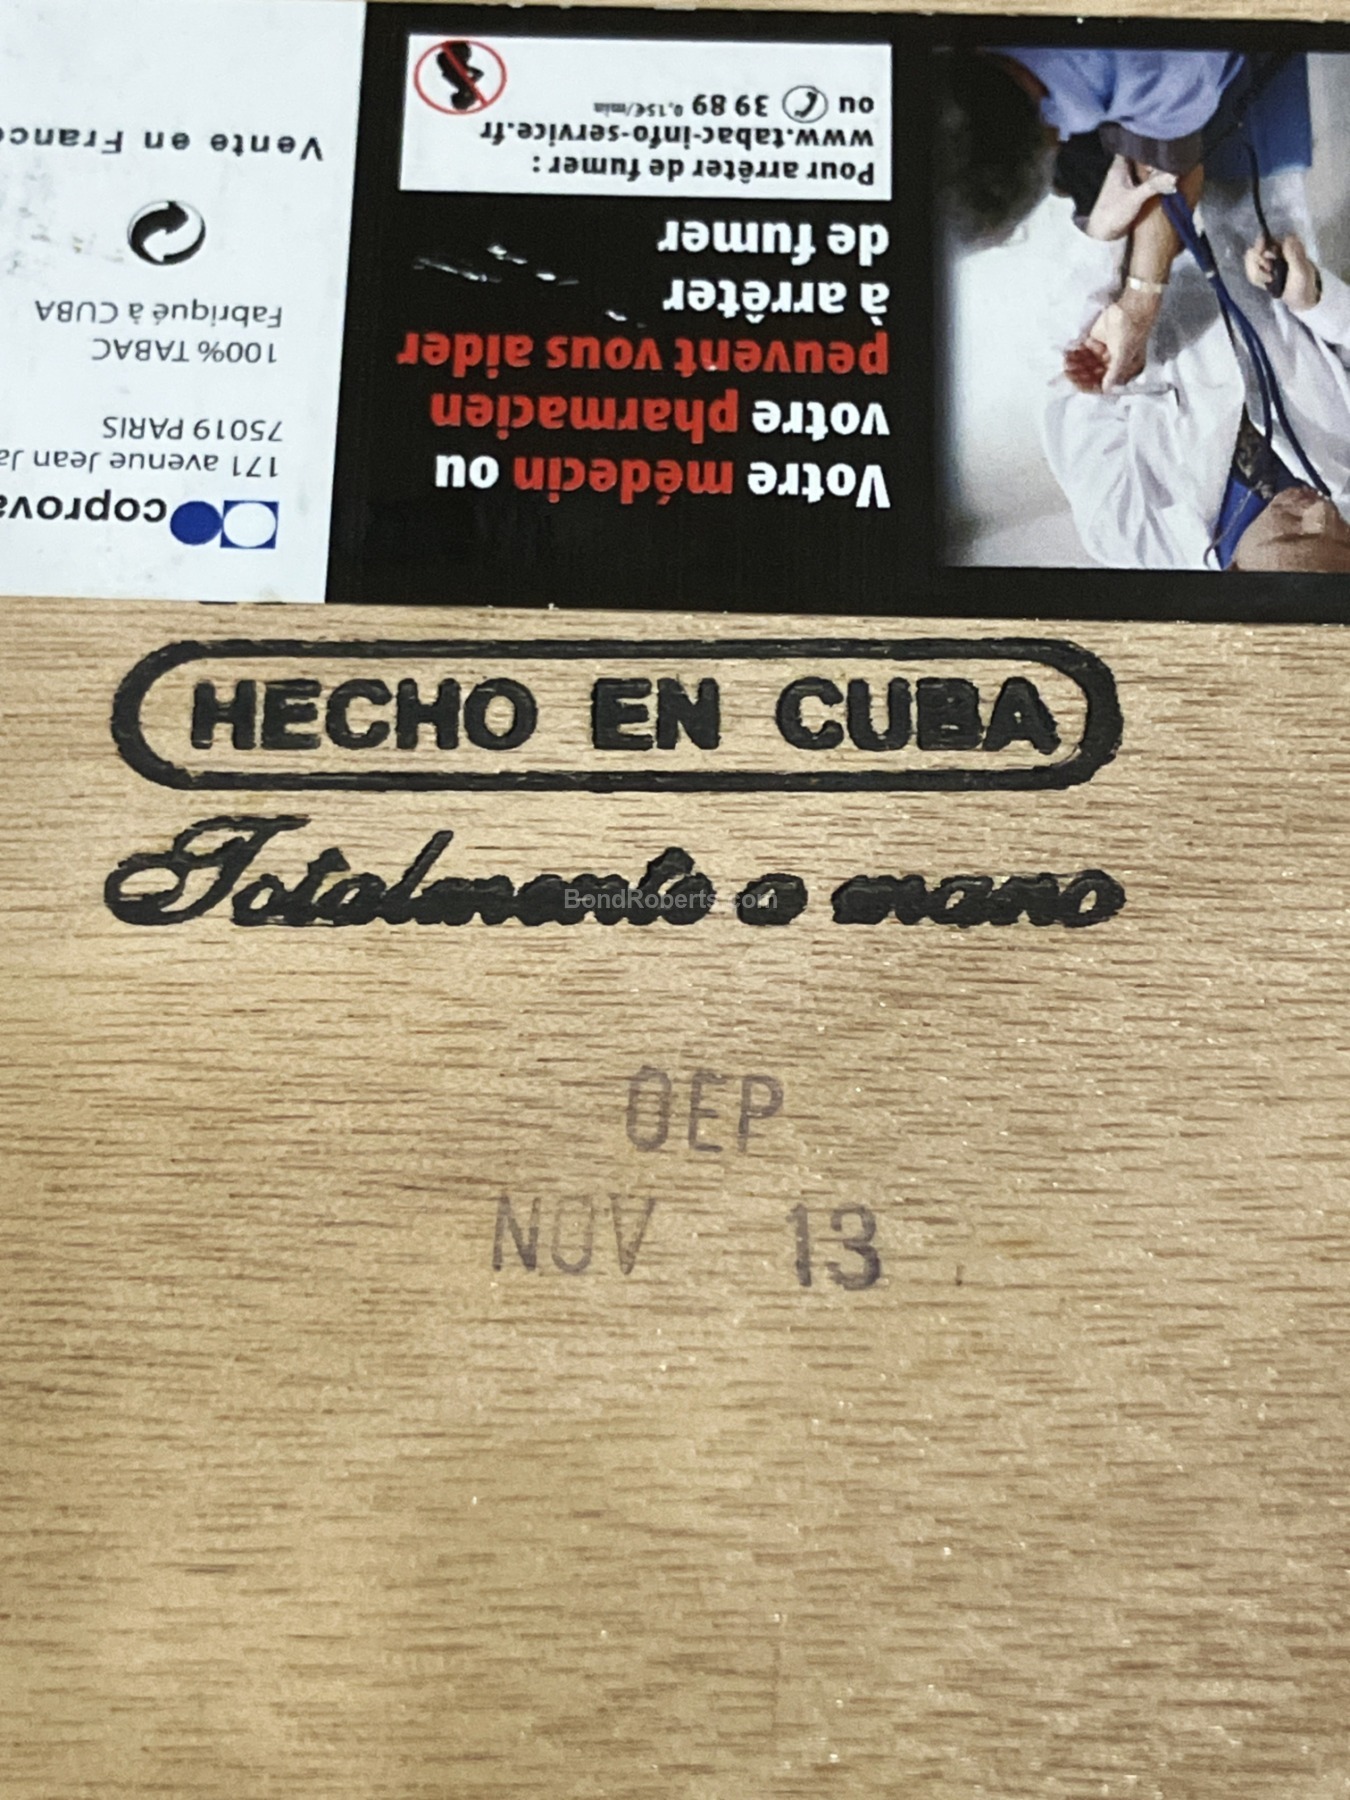 coprova
171 avenue Jean Ja
75019 PARIS
100% TABAC
Fabriqué à CUBA
Vente en France
Votre médecin ou
votre pharmacien
peuvent vous aider
à arrêter
de fumer
Pour arrêter de fumer :
www.tabac-info-service.fr
ou 39 89 0,15€/min
HECHO EN CUBA
Totalmente a mano
BondRoberts.com
OEP
NOV 13